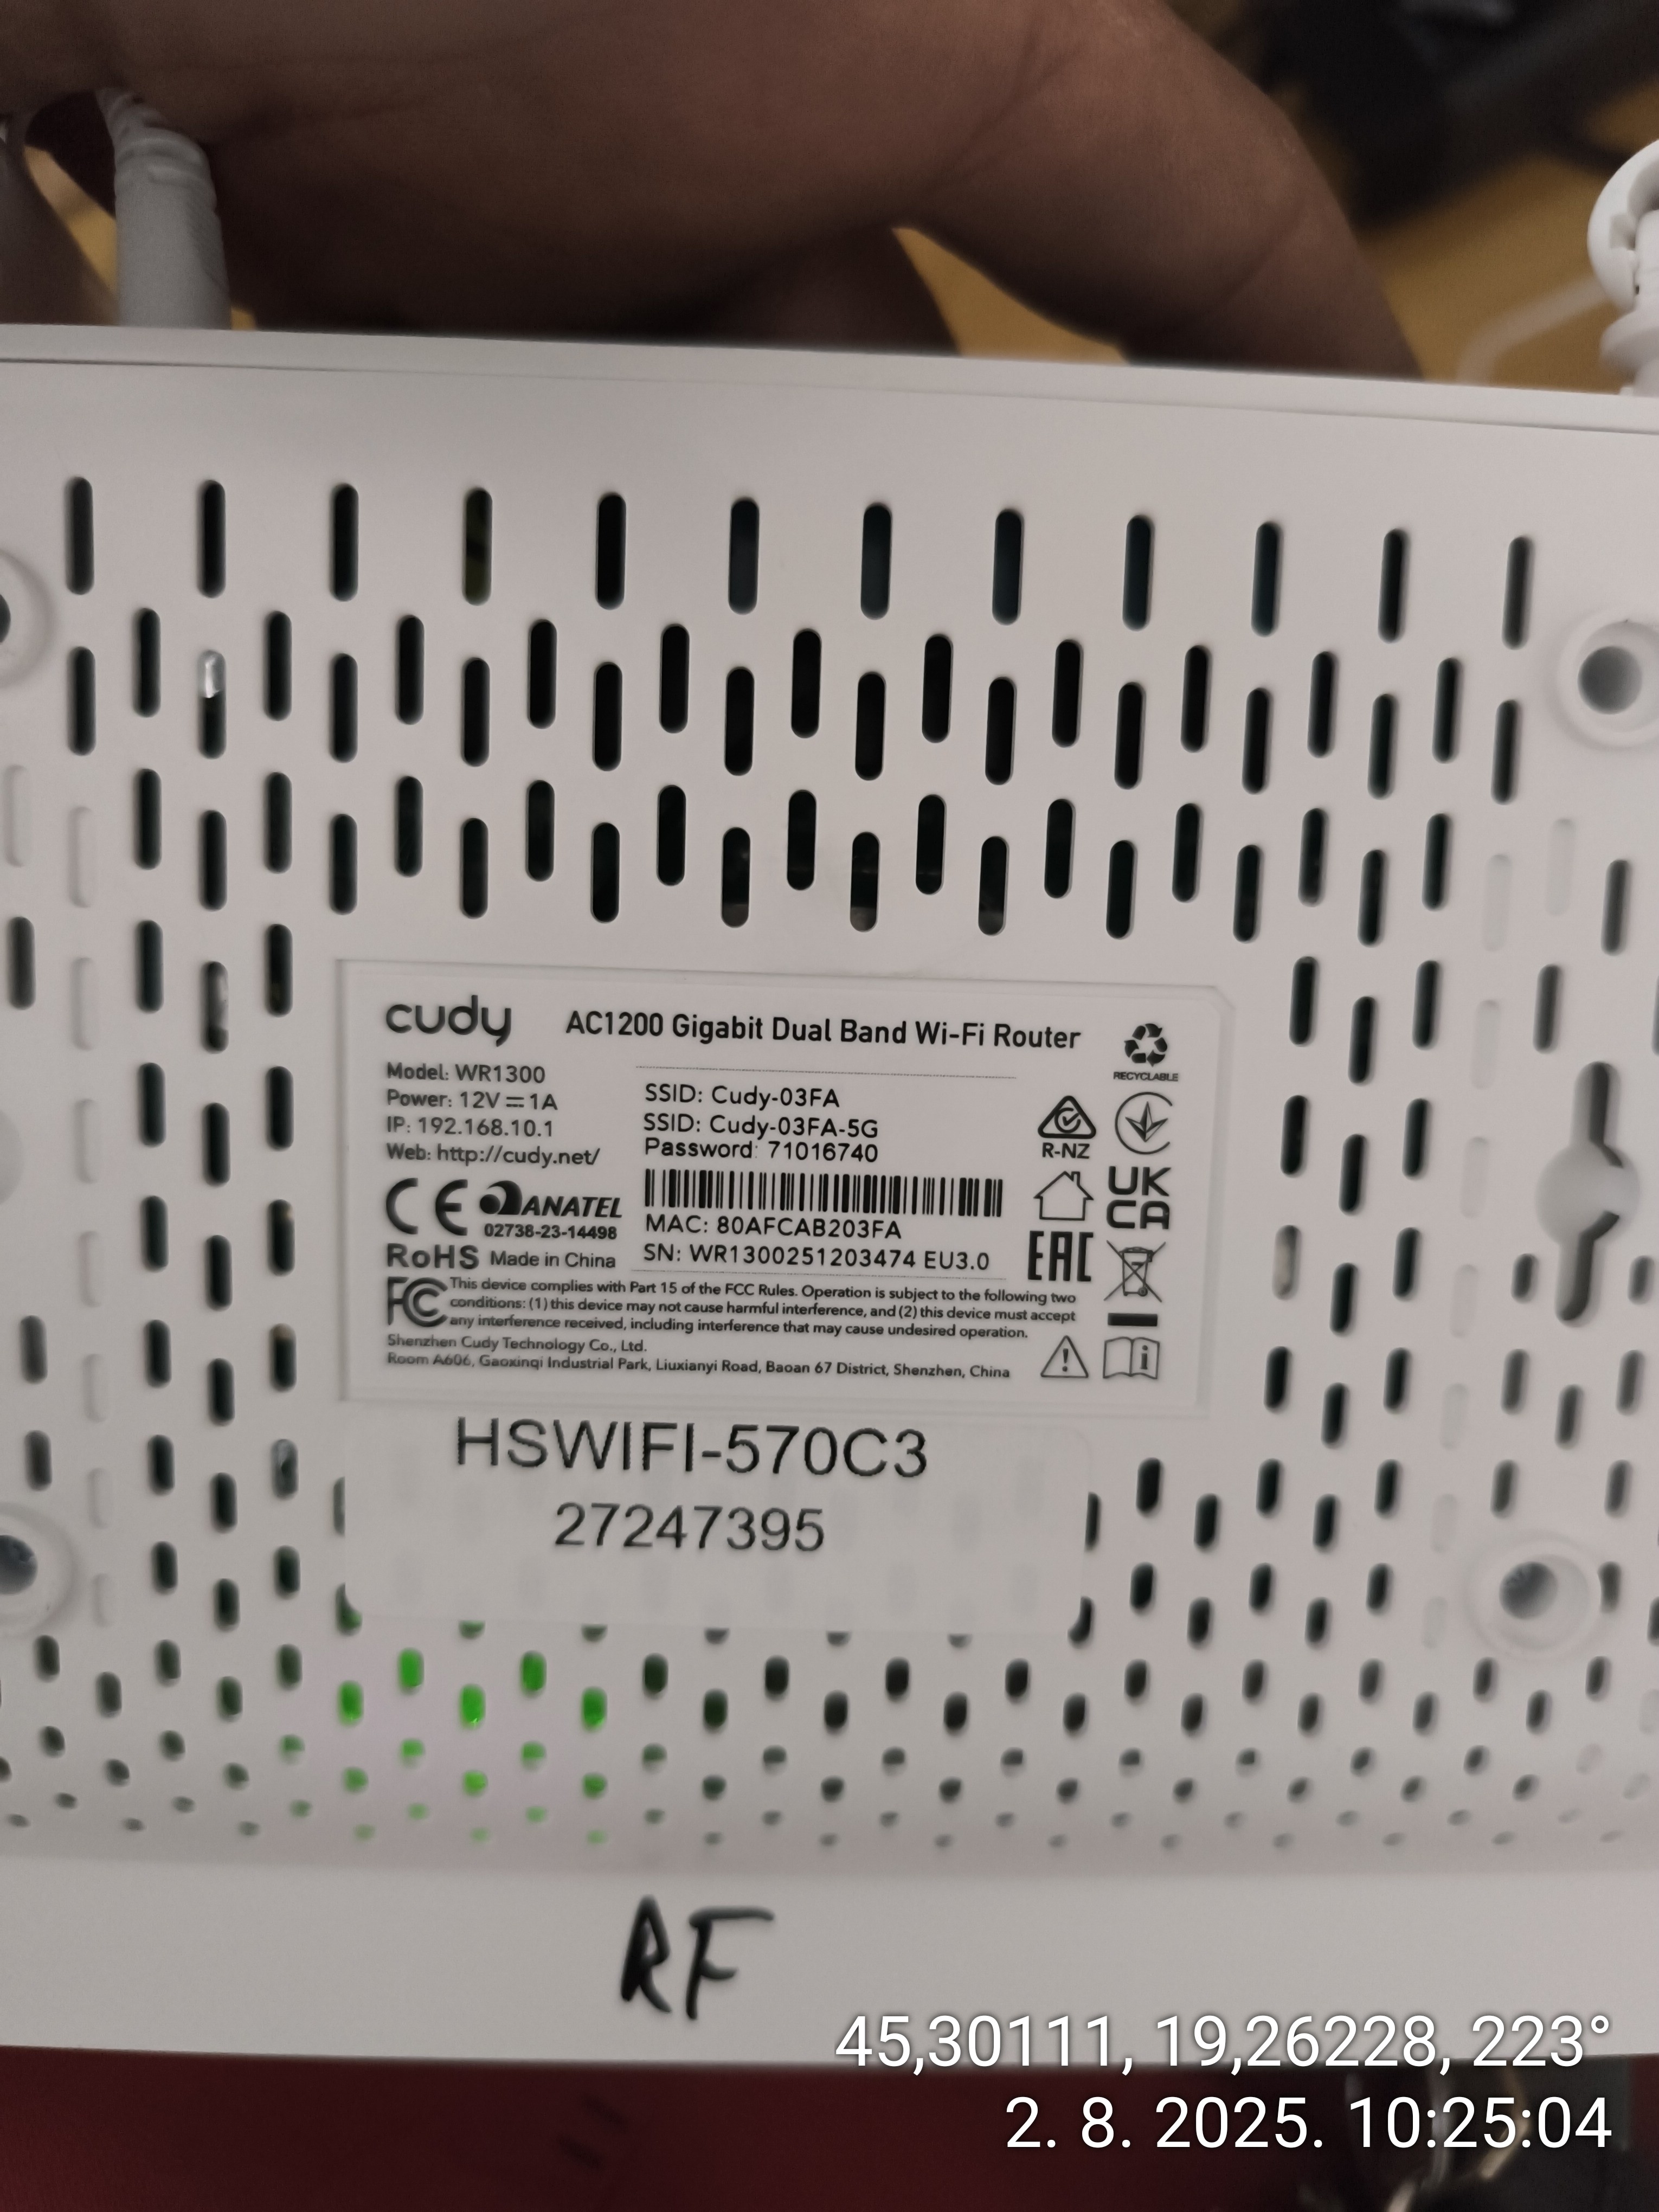 cudy AC1200 Gigabit Dual Band Wi-Fi Router
RECYCLABLE
Model: WR1300
Power: 12V⎓1A
IP: 192.168.10.1
Web: http://cudy.net/
SSID: Cudy-03FA
SSID: Cudy-03FA-5G
Password: 71016740
R-NZ
CE ANATEL
02738-23-14498
RoHS Made in China
MAC: 80AFCAB203FA
SN: WR1300251203474 EU3.0
UK
CA
EAC
FC This device complies with Part 15 of the FCC Rules. Operation is subject to the following two
conditions: (1) this device may not cause harmful interference, and (2) this device must accept
any interference received, including interference that may cause undesired operation.
Shenzhen Cudy Technology Co., Ltd.
Room A606, Gaoxinqi Industrial Park, Liuxianyi Road, Baoan 67 District, Shenzhen, China
HSWIFI-570C3
27247395
RF
45,30111, 19,26228, 223°
2. 8. 2025. 10:25:04